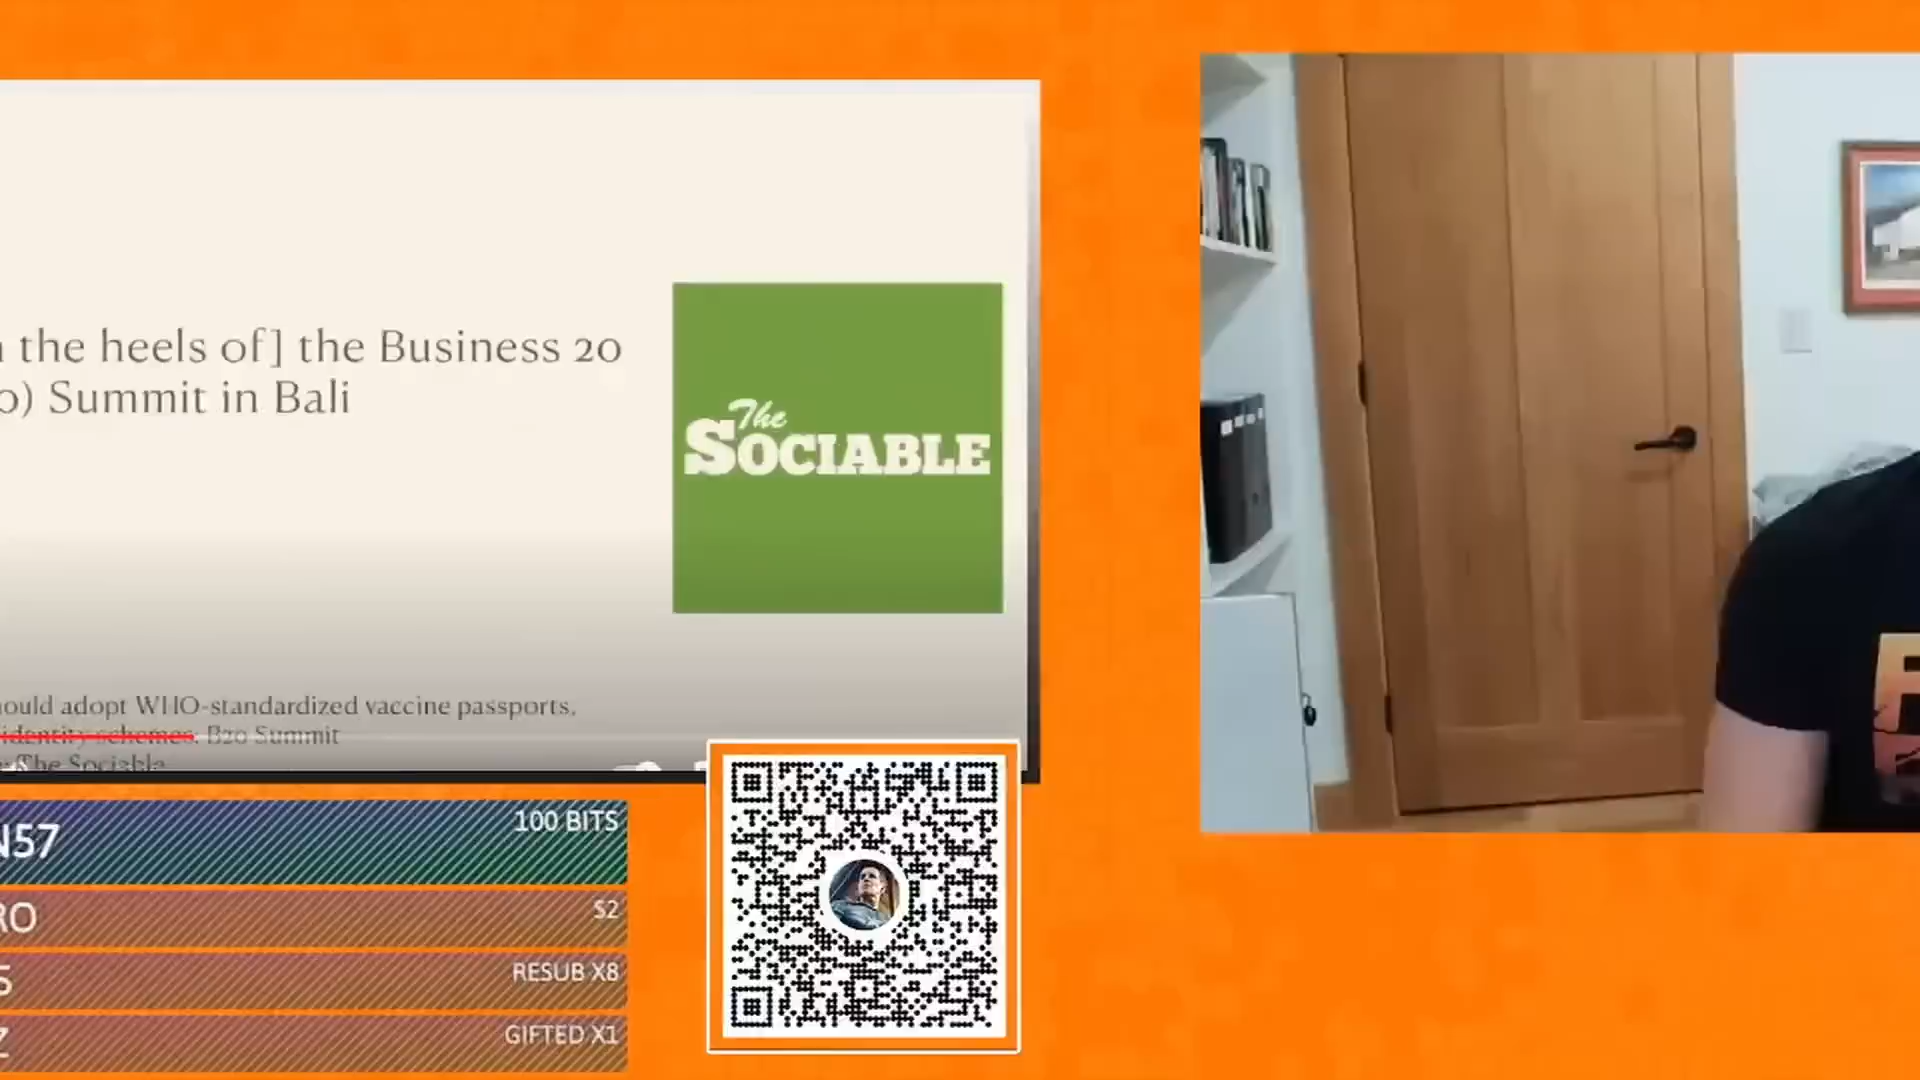 the heels of] the Business 20
Summit in Bali
The
SOCIABLE
ould adopt WHO-standardized vaccine passports,
identity schemes: B20 Summit
The Sociable
N57
100 BITS
RO
$2
S
RESUB X8
Z
GIFTED X1